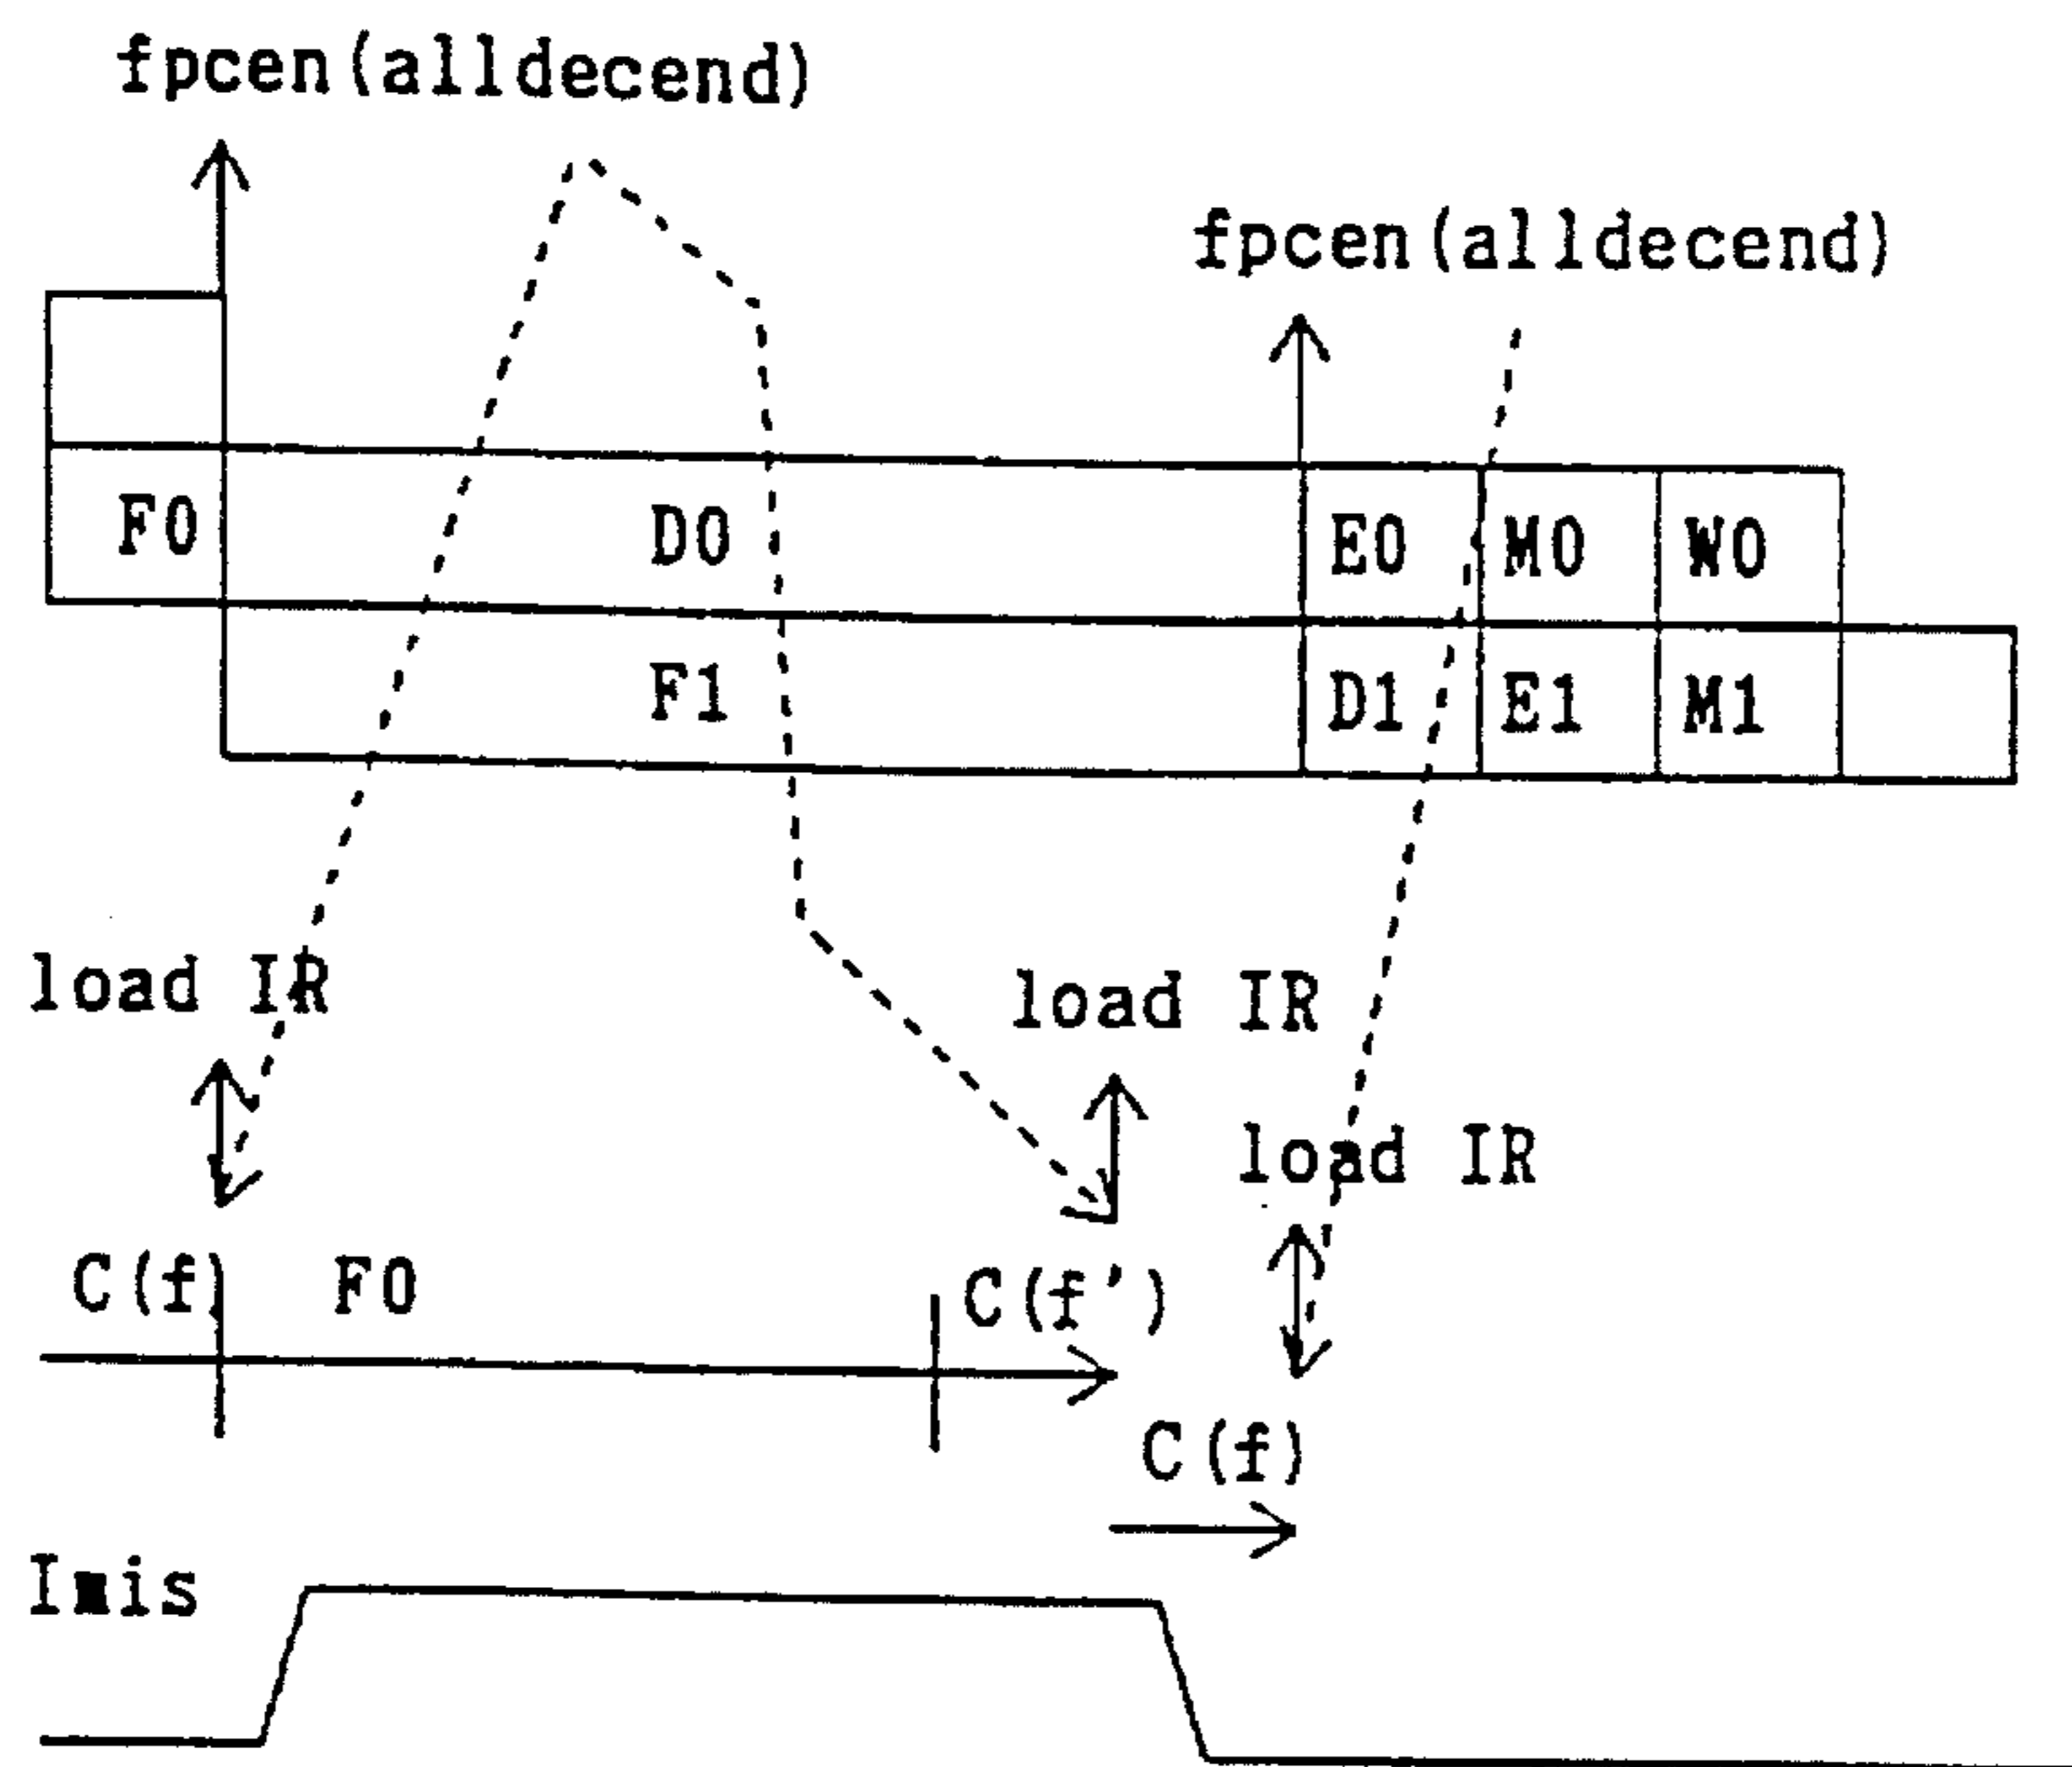 fpcen(alldecend)
fpcen(alldecend)
F0 D0 E0 M0 W0
F1 D1 E1 M1
load IR
load IR
load IR
C(f) F0 C(f')
C(f)
Imis